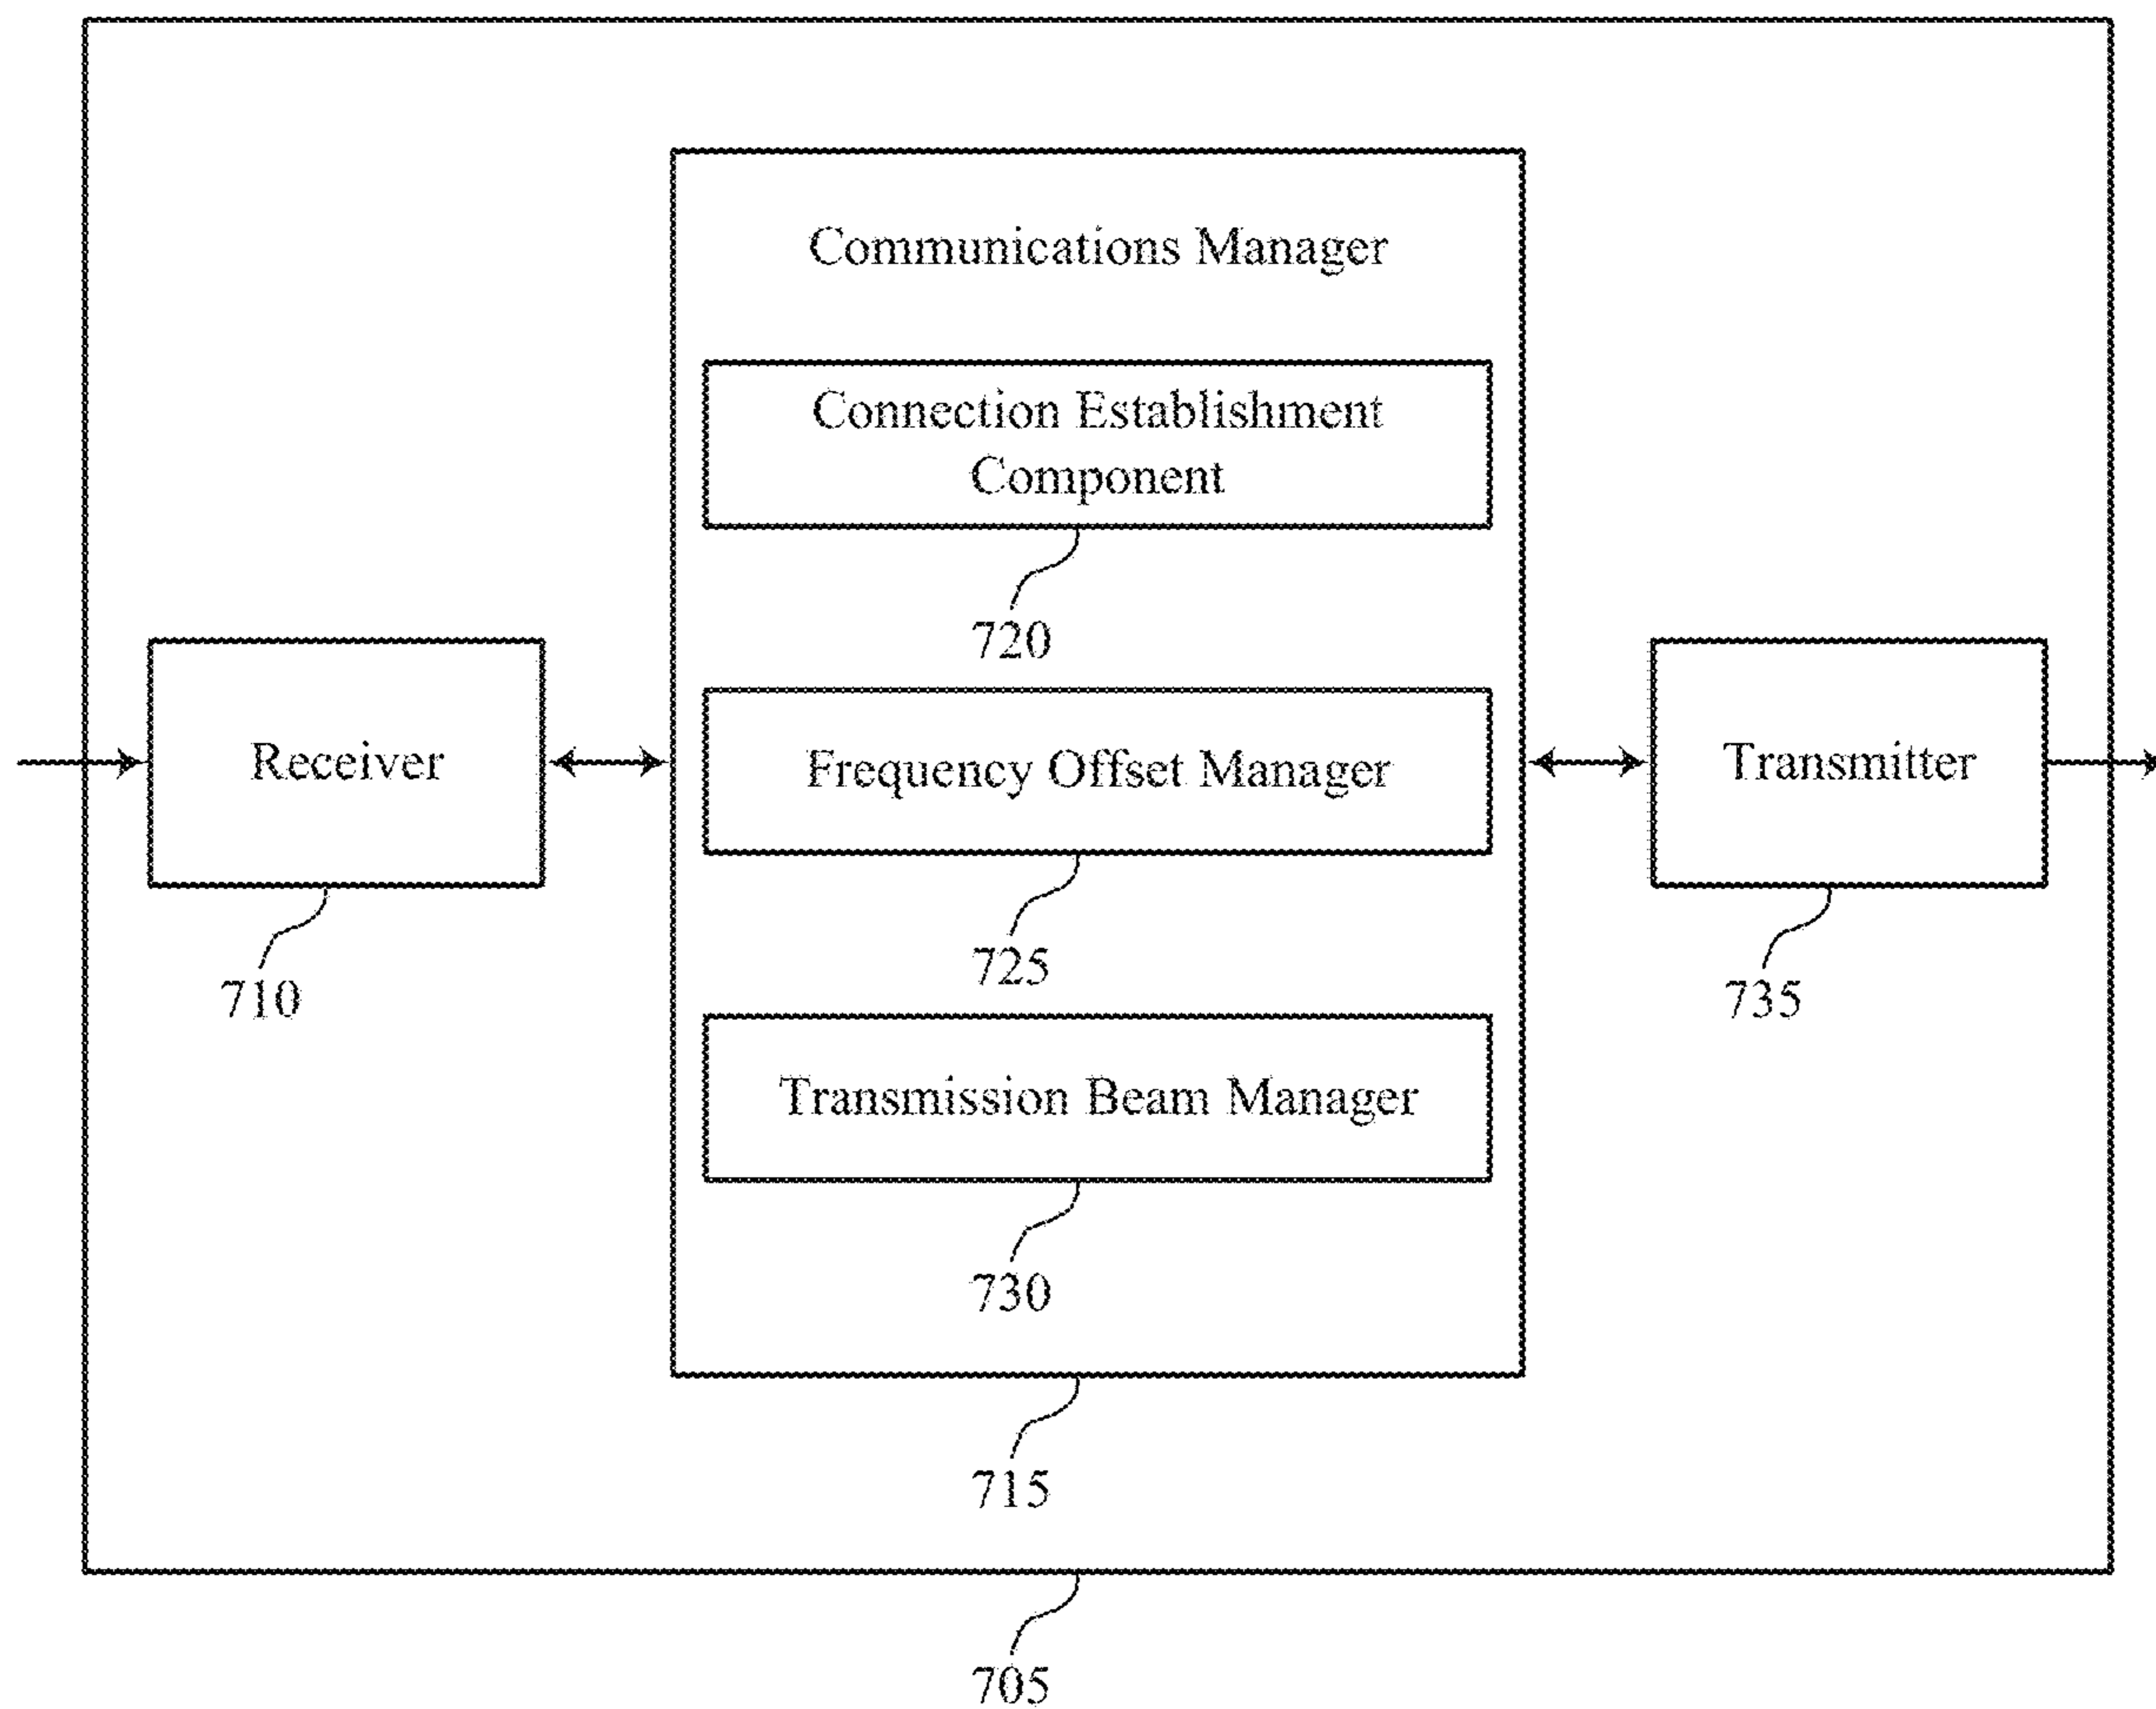 Communications Manager
Connection Establishment
Component
720
Receiver
710
Frequency Offset Manager
725
Transmitter
735
Transmission Beam Manager
730
715
705